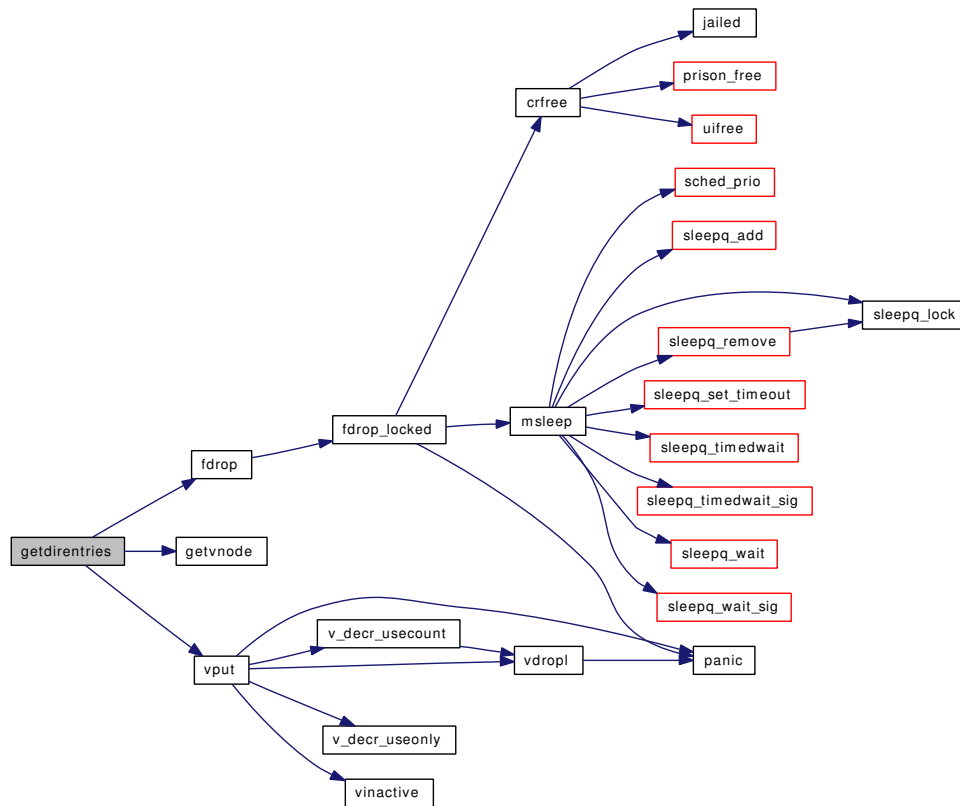 jailed
prison_free
crfree
uifree
sched_prio
sleepq_add
sleepq_lock
sleepq_remove
sleepq_set_timeout
fdrop_locked
msleep
sleepq_timedwait
fdrop
sleepq_timedwait_sig
getdirentries
getvnode
sleepq_wait
sleepq_wait_sig
v_decr_usecount
vput
vdropl
panic
v_decr_useonly
vinactive